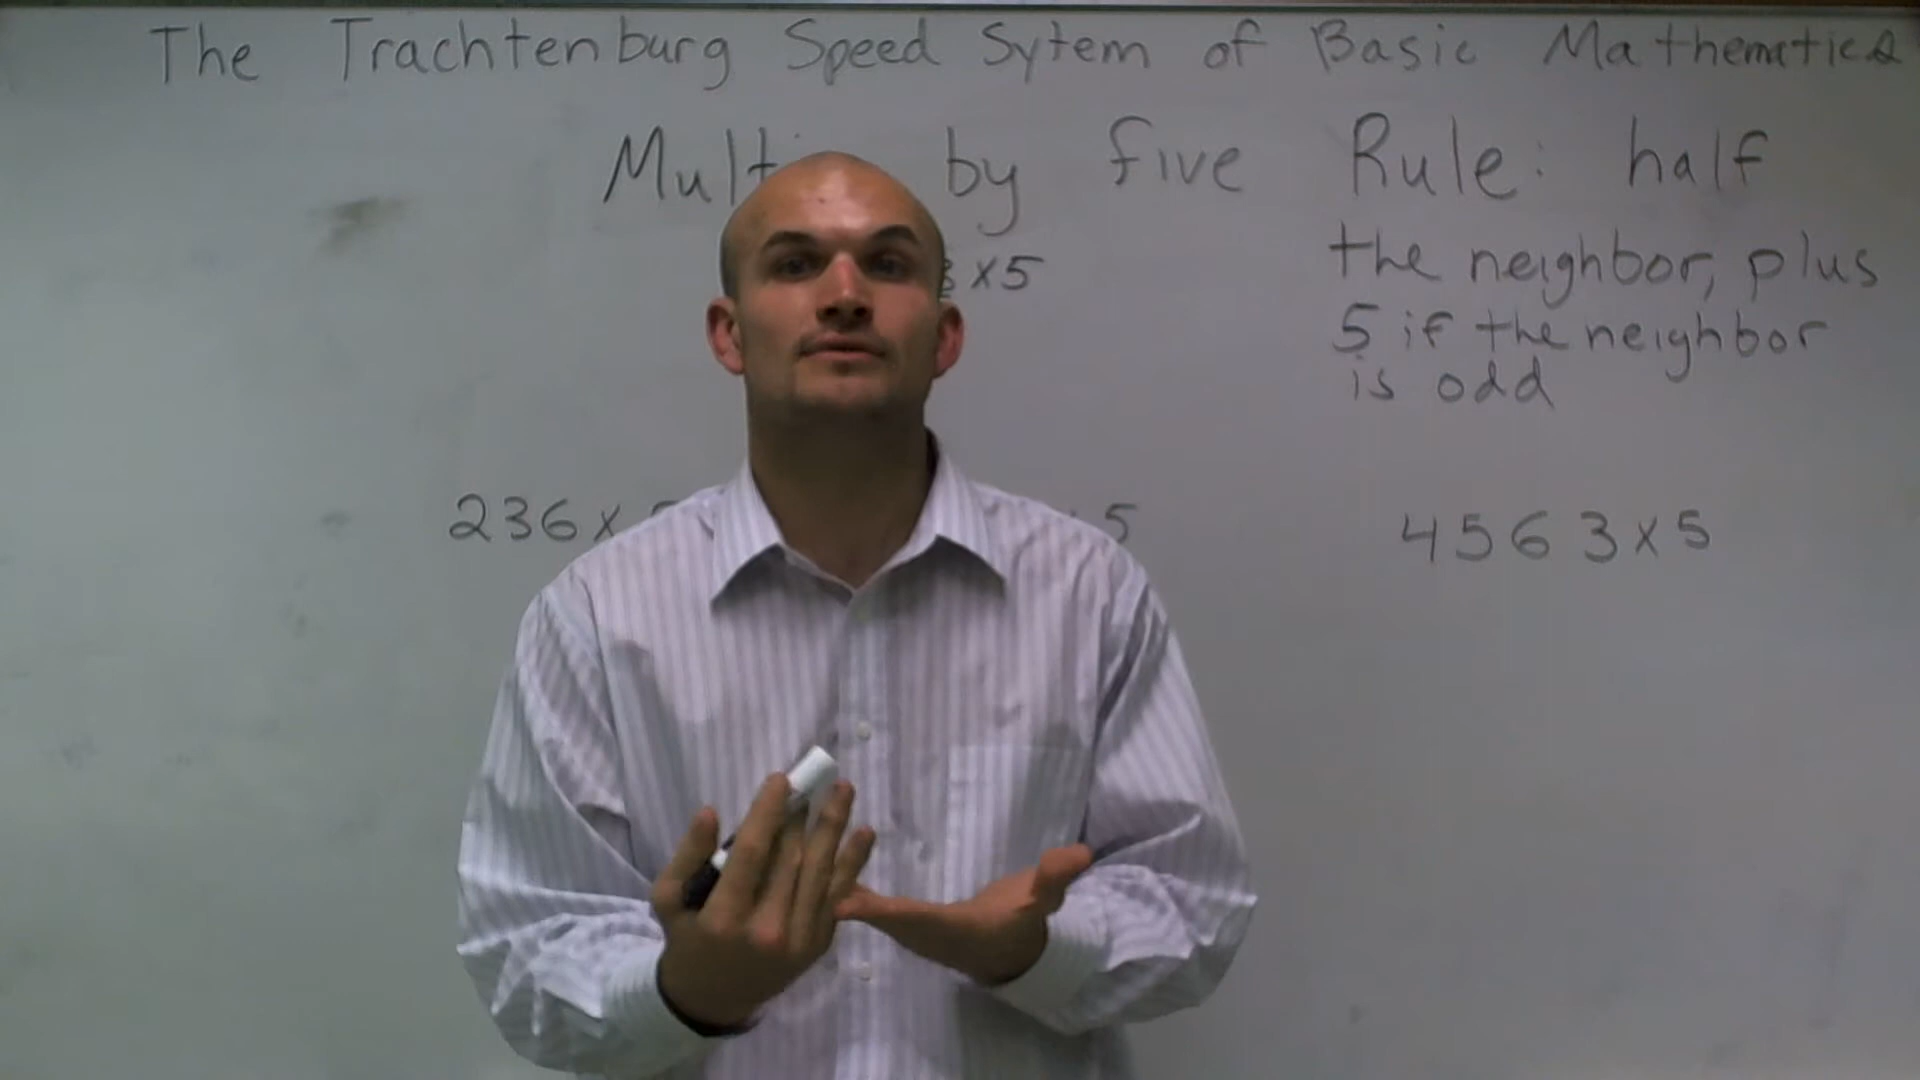 The Trachtenburg Speed Sytem of Basic Mathematics
by five Rule: half
the neighbor, plus
x5
5 if the neighbor
is odd
236x 5 4563x5